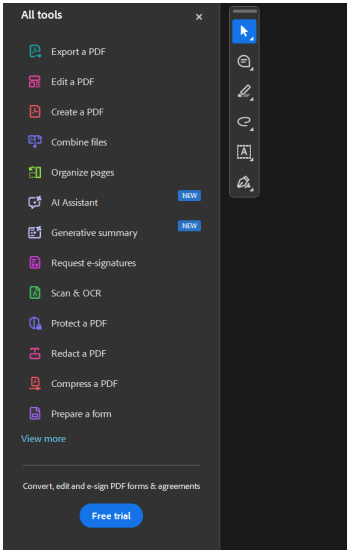 All tools
Export a PDF
Edit a PDF
Create a PDF
Combine files
Organize pages
AI Assistant NEW
Generative summary NEW
Request e-signatures
Scan & OCR
Protect a PDF
Redact a PDF
Compress a PDF
Prepare a form
View more
Convert, edit and e-sign PDF forms & agreements
Free trial